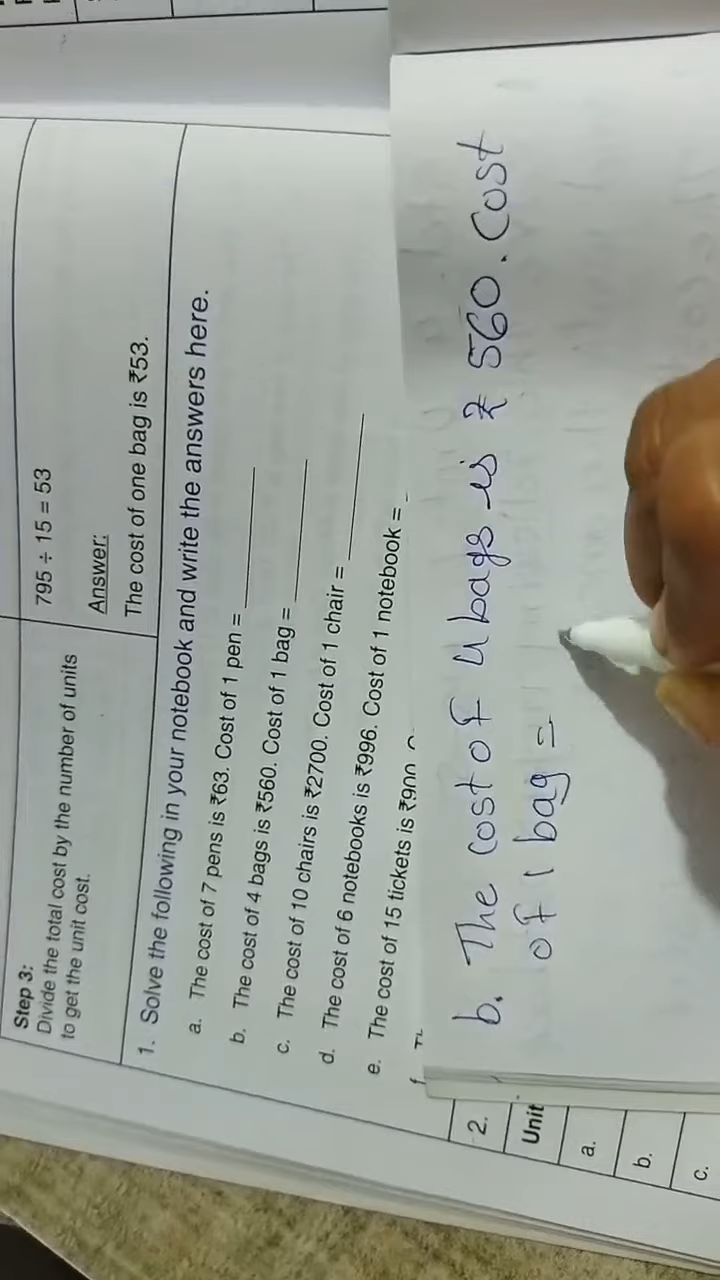 Step 3:
Divide the total cost by the number of units
to get the unit cost.
795 ÷ 15 = 53
Answer:
The cost of one bag is ₹53.
1. Solve the following in your notebook and write the answers here.
a. The cost of 7 pens is ₹63. Cost of 1 pen =
b. The cost of 4 bags is ₹560. Cost of 1 bag =
c. The cost of 10 chairs is ₹2700. Cost of 1 chair =
d. The cost of 6 notebooks is ₹996. Cost of 1 notebook =
e. The cost of 15 tickets is ₹900.
2.
Unit
a.
b.
c.
b. The cost of 4 bags is ₹ 560. Cost
of 1 bag =